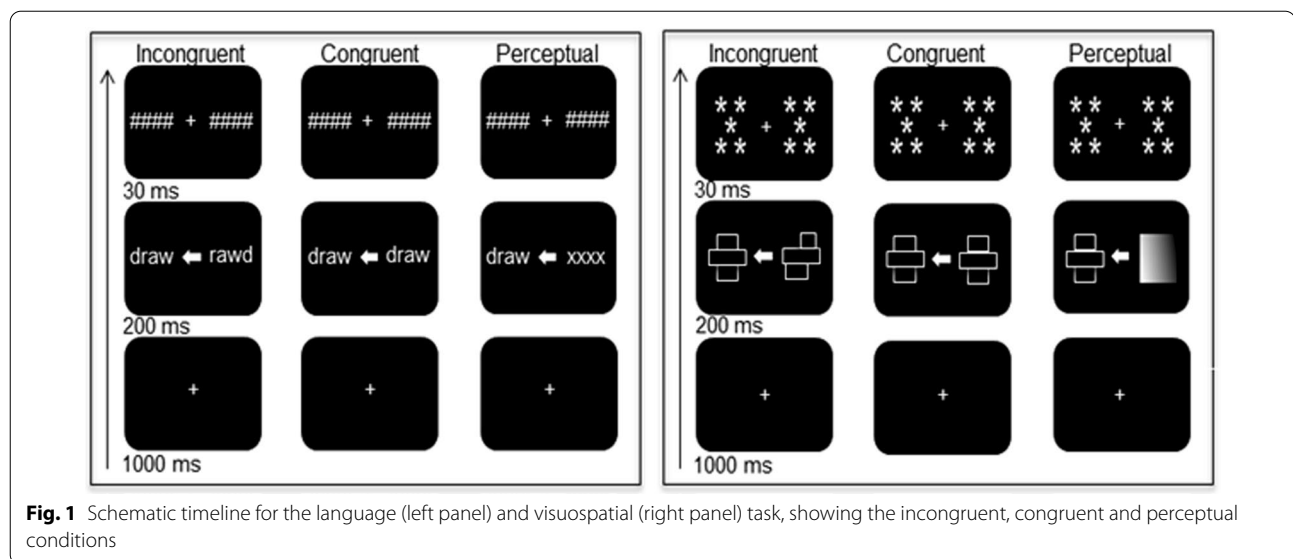 Incongruent Congruent Perceptual
#### + #### #### + #### #### + ####
30 ms
draw ⬅ rawd draw ⬅ draw draw ⬅ xxxx
200 ms
+ + +
1000 ms
Incongruent Congruent Perceptual
** ** ** ** ** **
* + * * + * * + *
** ** ** ** ** **
30 ms
200 ms
+ + +
1000 ms
Fig. 1 Schematic timeline for the language (left panel) and visuospatial (right panel) task, showing the incongruent, congruent and perceptual
conditions